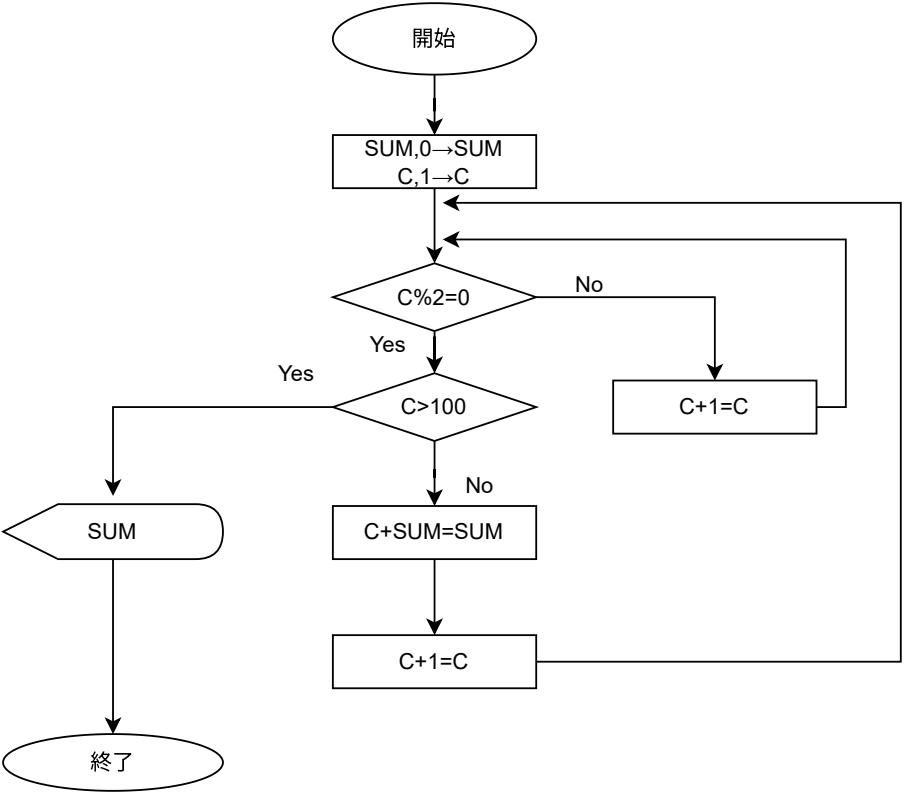 開始
SUM,0→SUM
C,1→C
C%2=0
No
Yes
Yes
C>100
C+1=C
No
SUM
C+SUM=SUM
C+1=C
終了